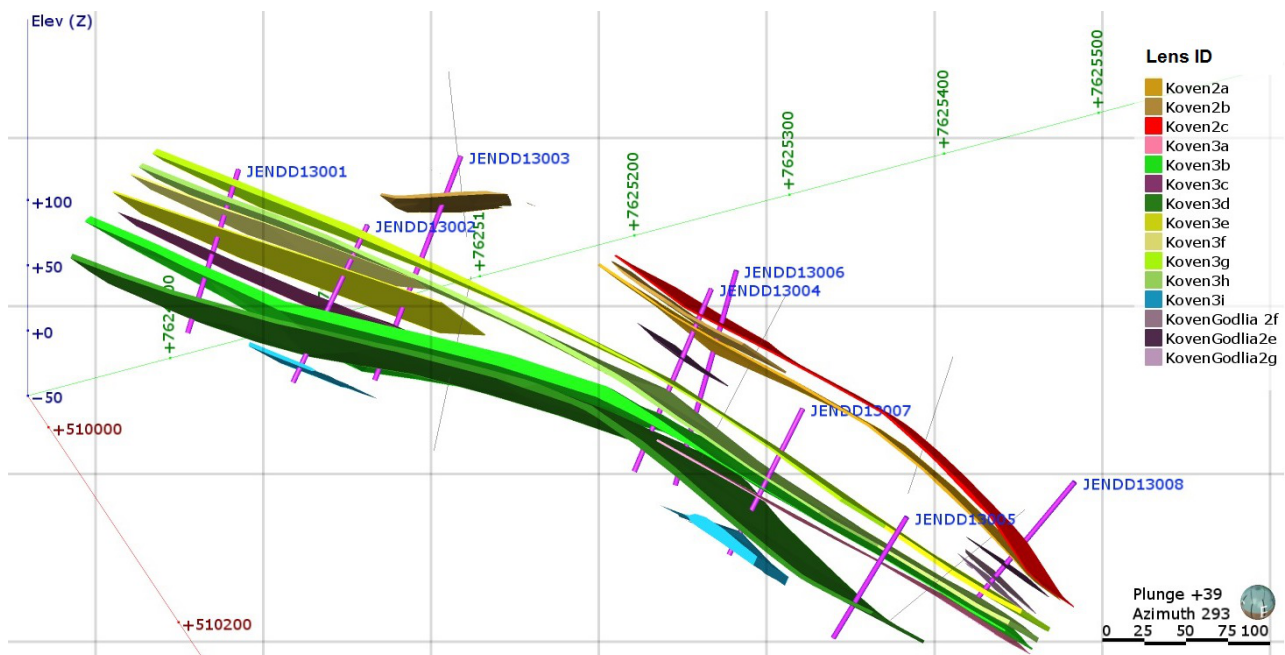 Elev (Z)
+100
+50
+0
-50
+510000
+510200
+76251
+7625200
+7625300
+7625400
+7625500
JENDD13001
JENDD13003
JENDD13002
JENDD13006
JENDD13004
JENDD13007
JENDD13008
JENDD13005
Lens ID
Koven2a
Koven2b
Koven2c
Koven3a
Koven3b
Koven3c
Koven3d
Koven3e
Koven3f
Koven3g
Koven3h
Koven3i
KovenGodlia 2f
KovenGodlia2e
KovenGodlia2g
Plunge +39
Azimuth 293
0 25 50 75 100